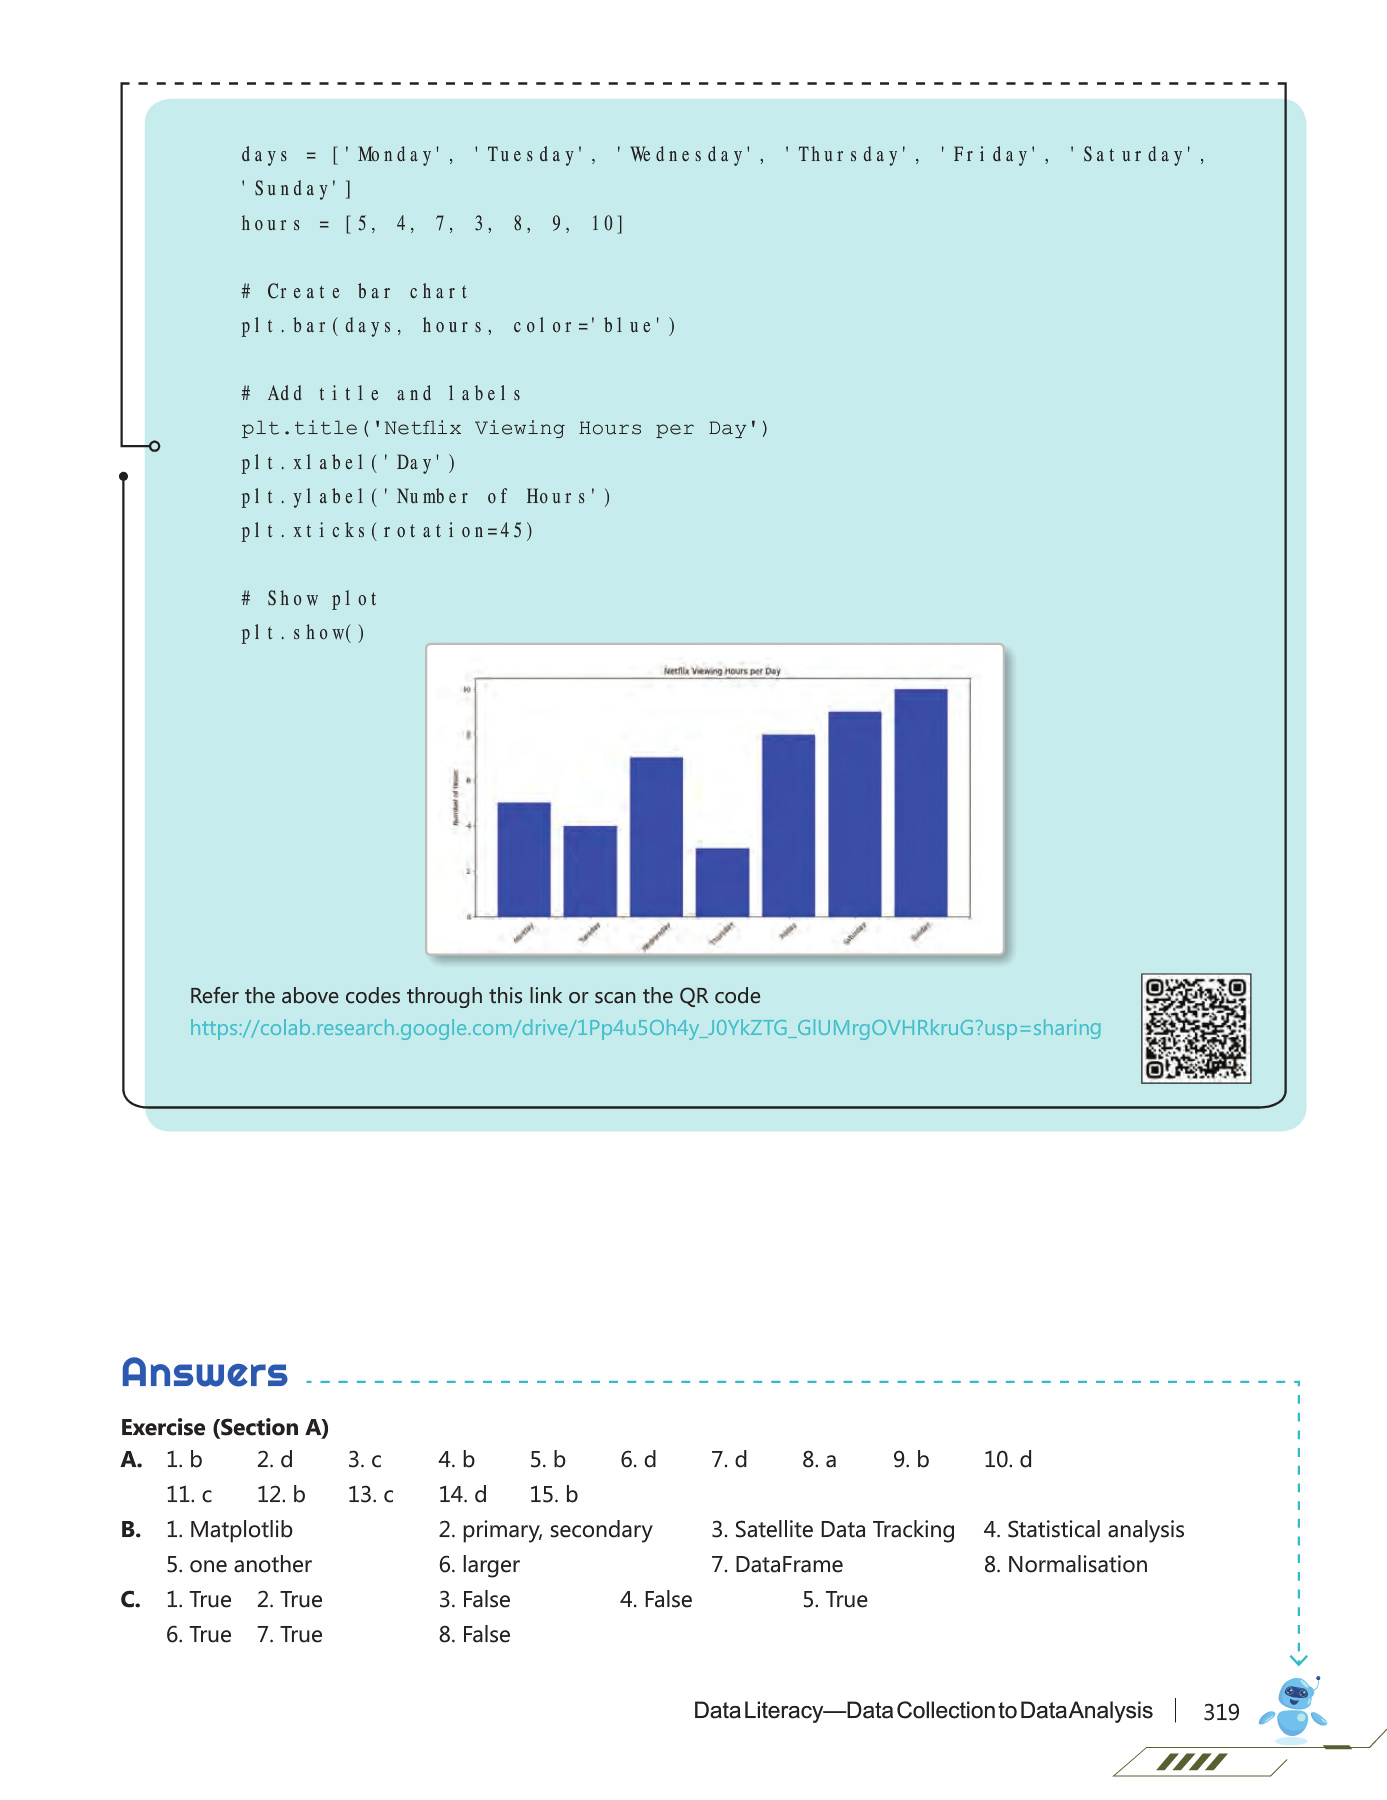 days = ['Monday', 'Tuesday', 'Wednesday', 'Thursday', 'Friday', 'Saturday',
'Sunday']
hours = [5, 4, 7, 3, 8, 9, 10]
# Create bar chart
plt.bar(days, hours, color='blue')
# Add title and labels
plt.title('Netflix Viewing Hours per Day')
plt.xlabel('Day')
plt.ylabel('Number of Hours')
plt.xticks(rotation=45)
# Show plot
plt.show()
Netflix Viewing Hours per Day
10
8
6
4
2
0
Number of Hours
Monday Tuesday Wednesday Thursday Friday Saturday Sunday
Refer the above codes through this link or scan the QR code
https://colab.research.google.com/drive/1Pp4u5Oh4y_J0YkZTG_GlUMrgOVHRkruG?usp=sharing
Answers
Exercise (Section A)
A. 1. b 2. d 3. c 4. b 5. b 6. d 7. d 8. a 9. b 10. d
11. c 12. b 13. c 14. d 15. b
B. 1. Matplotlib 2. primary, secondary 3. Satellite Data Tracking 4. Statistical analysis
5. one another 6. larger 7. DataFrame 8. Normalisation
C. 1. True 2. True 3. False 4. False 5. True
6. True 7. True 8. False
Data Literacy—Data Collection to Data Analysis 319